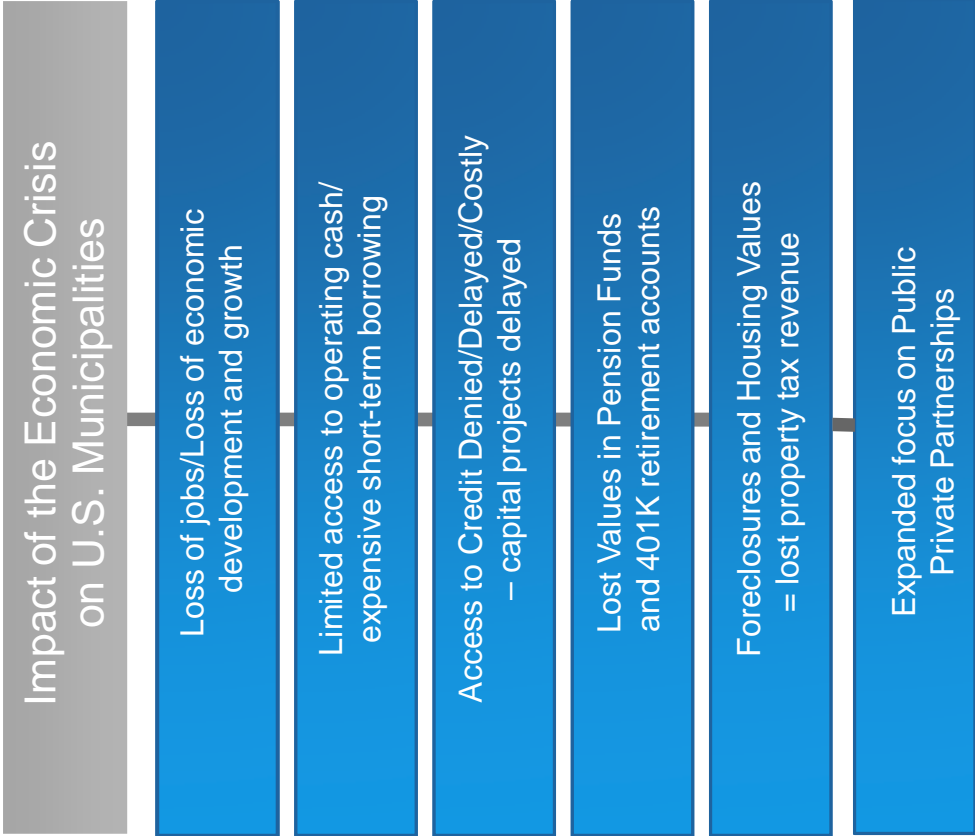 Impact of the Economic Crisis
on U.S. Municipalities
Loss of jobs/Loss of economic
development and growth
Limited access to operating cash/
expensive short-term borrowing
Access to Credit Denied/Delayed/Costly
– capital projects delayed
Lost Values in Pension Funds
and 401K retirement accounts
Foreclosures and Housing Values
= lost property tax revenue
Expanded focus on Public
Private Partnerships